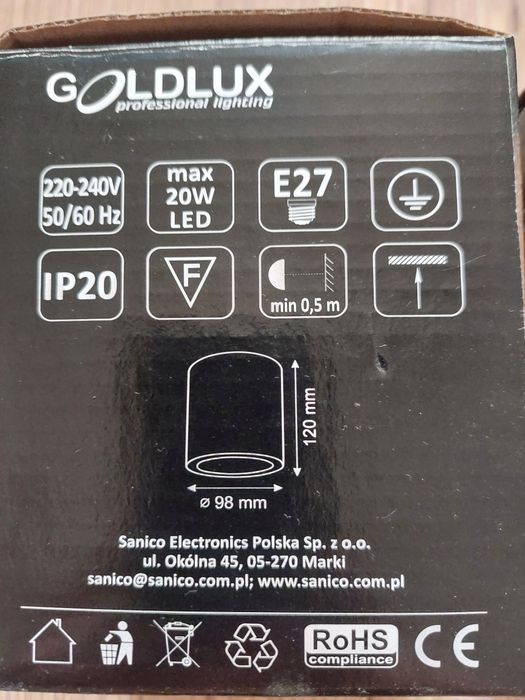 GOLDLUX
professional lighting
220-240V
50/60 Hz
max
20W
LED
E27
IP20
F
min 0,5 m
120 mm
ø 98 mm
Sanico Electronics Polska Sp. z o.o.
ul. Okólna 45, 05-270 Marki
sanico@sanico.com.pl; www.sanico.com.pl
RoHS
compliance
CE